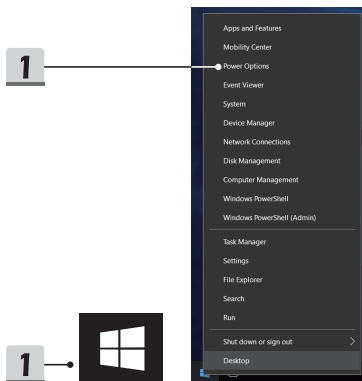 Apps and Features
Mobility Center
1
Power Options
Event Viewer
System
Device Manager
Network Connections
Disk Management
Computer Management
Windows PowerShell
Windows PowerShell (Admin)
Task Manager
Settings
File Explorer
Search
Run
Shut down or sign out
Desktop
1